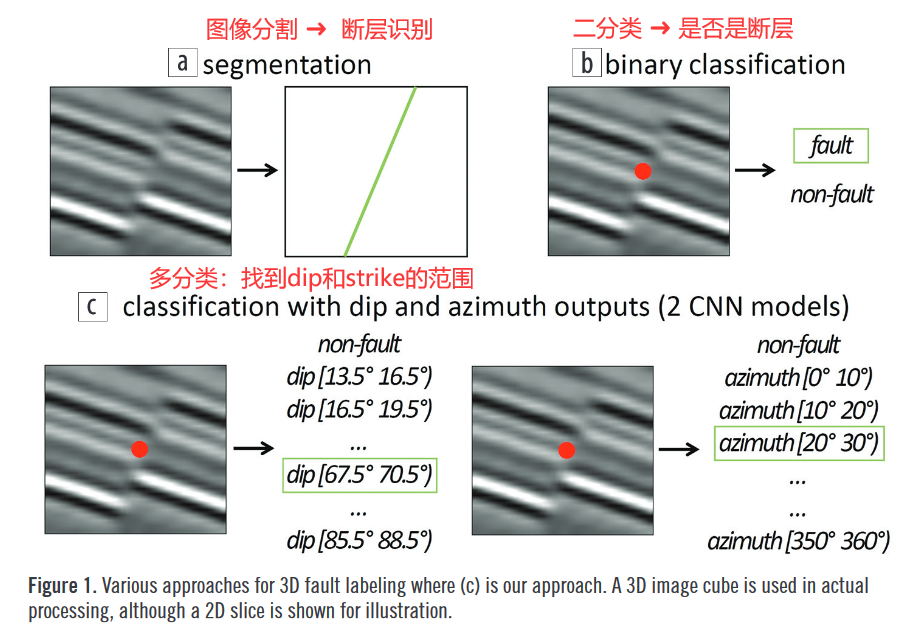 图像分割 → 断层识别
二分类 → 是否是断层
a segmentation
b binary classification
fault
non-fault
多分类：找到dip和strike的范围
c classification with dip and azimuth outputs (2 CNN models)
non-fault
dip [13.5° 16.5°)
dip [16.5° 19.5°)
...
dip [67.5° 70.5°)
...
dip [85.5° 88.5°)
non-fault
azimuth [0° 10°)
azimuth [10° 20°)
azimuth [20° 30°)
...
...
azimuth [350° 360°)
Figure 1. Various approaches for 3D fault labeling where (c) is our approach. A 3D image cube is used in actual
processing, although a 2D slice is shown for illustration.